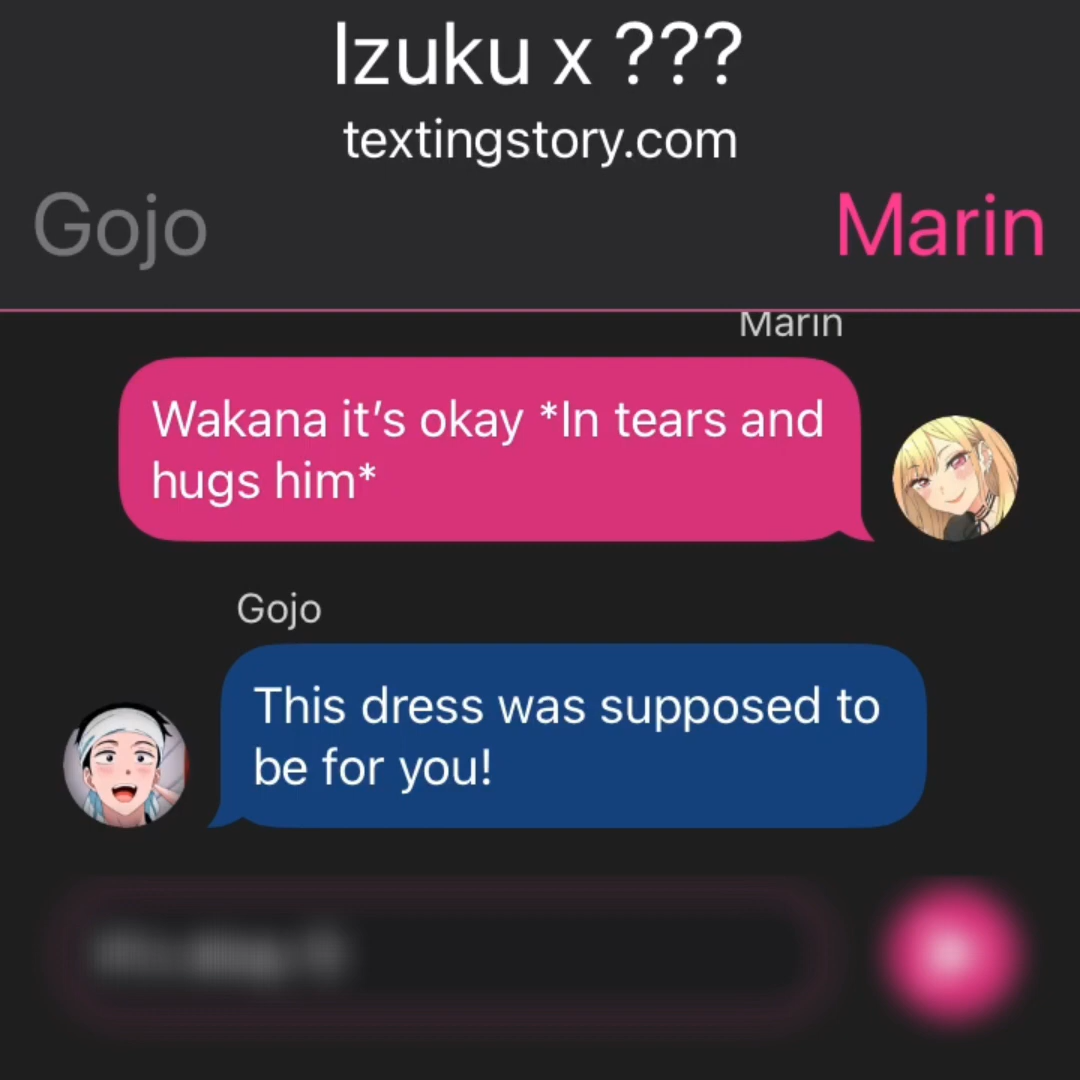 Izuku x ???
textingstory.com
Gojo
Marin
Marin
Wakana it’s okay *In tears and
hugs him*
Gojo
This dress was supposed to
be for you!